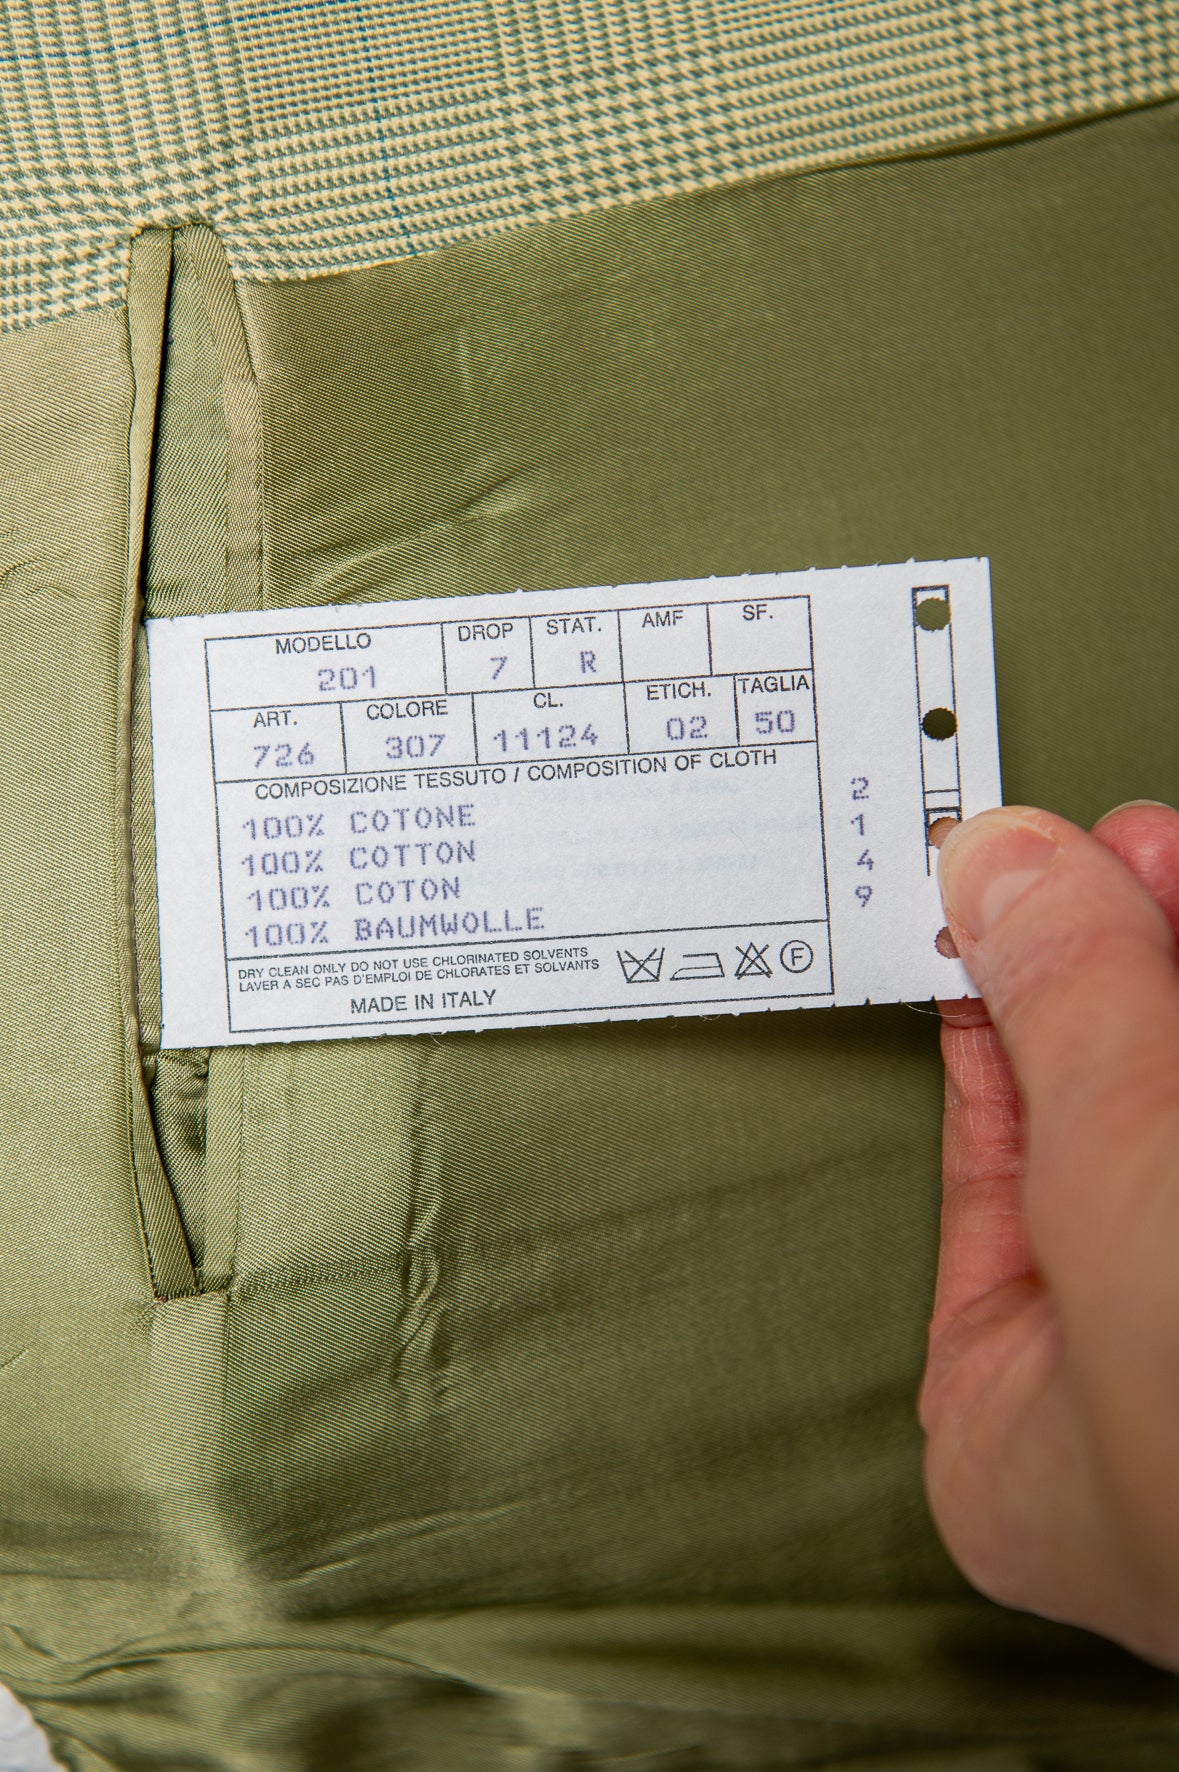 MODELLO DROP STAT. AMF SF.
201 7 R
ART. COLORE CL. ETICH. TAGLIA
726 307 11124 02 50
COMPOSIZIONE TESSUTO / COMPOSITION OF CLOTH
100% COTONE
100% COTTON
100% COTON
100% BAUMWOLLE
2
1
4
9
DRY CLEAN ONLY DO NOT USE CHLORINATED SOLVENTS
LAVER A SEC PAS D'EMPLOI DE CHLORATES ET SOLVANTS
F
MADE IN ITALY